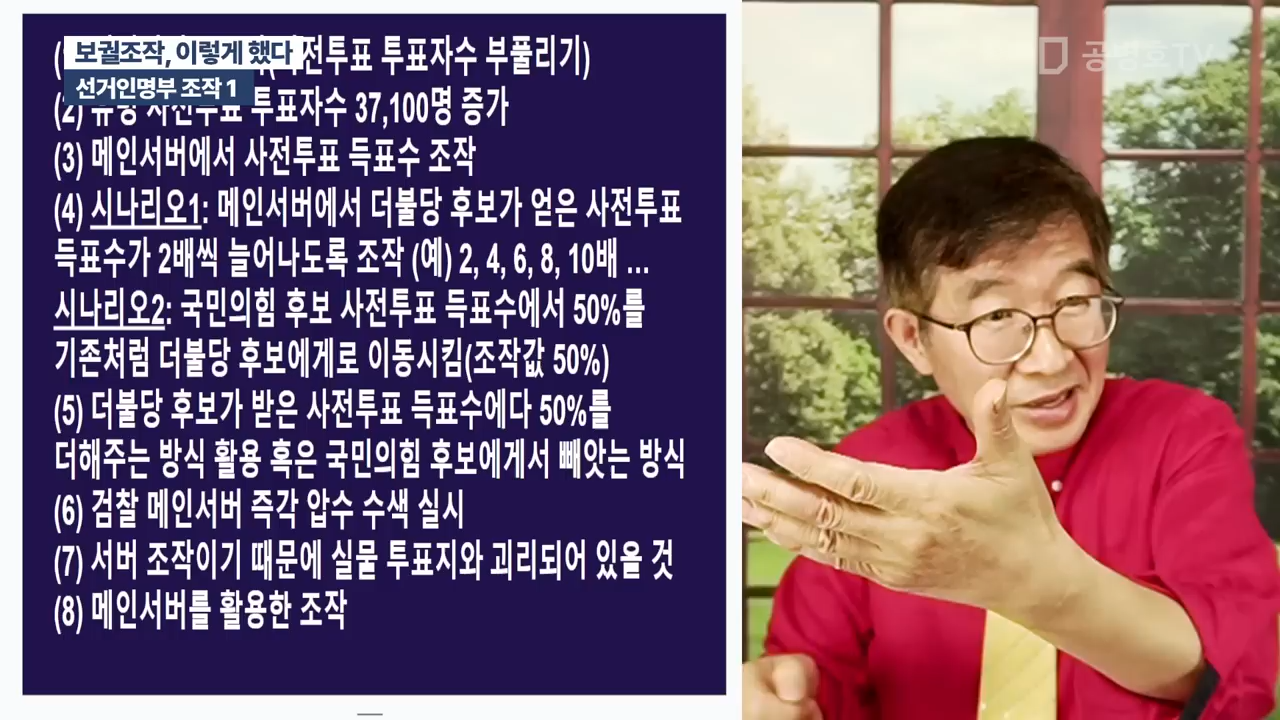 보궐조작, 이렇게 했다
선거인명부 조작 1
전투표 투표자수 부풀리기)
(2) 사전투표 투표자수 37,100명 증가
(3) 메인서버에서 사전투표 득표수 조작
(4) 시나리오1: 메인서버에서 더불당 후보가 얻은 사전투표
득표수가 2배씩 늘어나도록 조작 (예) 2, 4, 6, 8, 10배 ...
시나리오2: 국민의힘 후보 사전투표 득표수에서 50%를
기존처럼 더불당 후보에게로 이동시킴(조작값 50%)
(5) 더불당 후보가 받은 사전투표 득표수에다 50%를
더해주는 방식 활용 혹은 국민의힘 후보에게서 빼앗는 방식
(6) 검찰 메인서버 즉각 압수 수색 실시
(7) 서버 조작이기 때문에 실물 투표지와 괴리되어 있을 것
(8) 메인서버를 활용한 조작
공병호TV